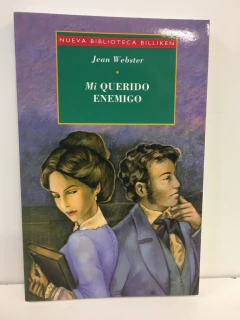 NUEVA BIBLIOTECA BILLIKEN
Jean Webster
Mi QUERIDO
ENEMIGO